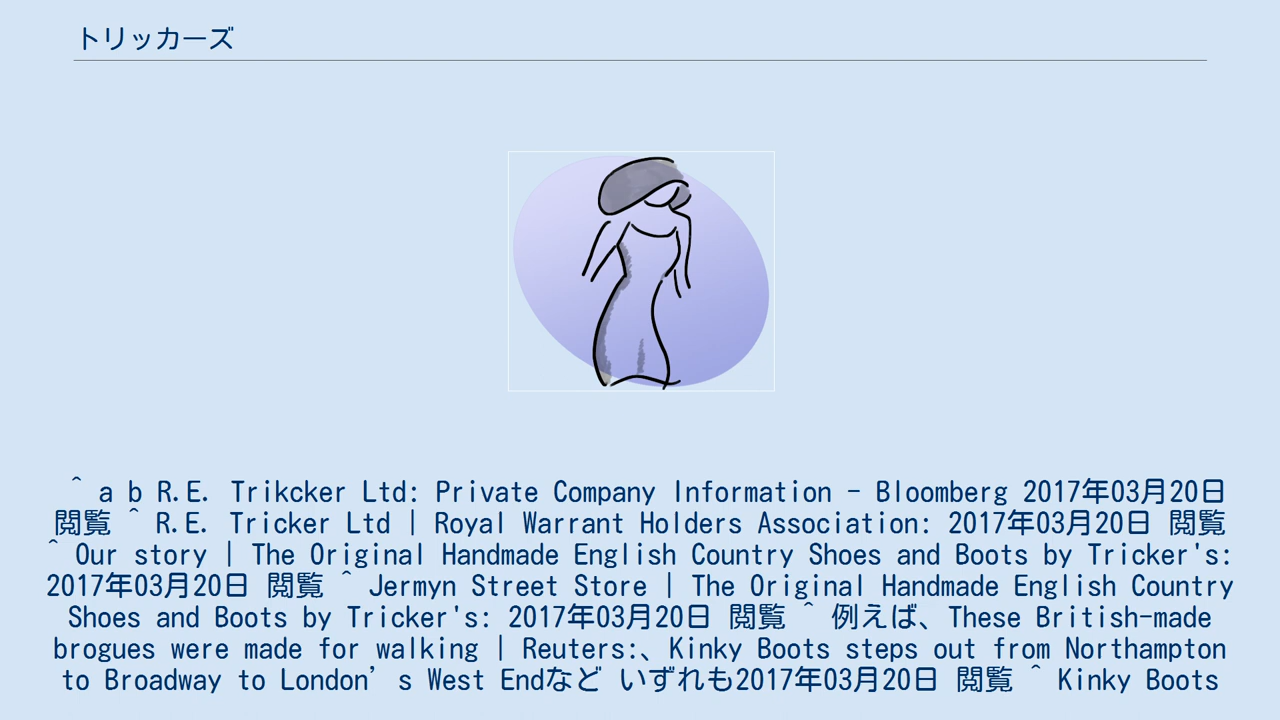 トリッカーズ
^ a b R.E. Trikcker Ltd: Private Company Information - Bloomberg 2017年03月20日
閲覧 ^ R.E. Tricker Ltd | Royal Warrant Holders Association: 2017年03月20日 閲覧
^ Our story | The Original Handmade English Country Shoes and Boots by Tricker's:
2017年03月20日 閲覧 ^ Jermyn Street Store | The Original Handmade English Country
Shoes and Boots by Tricker's: 2017年03月20日 閲覧 ^ 例えば、These British-made
brogues were made for walking | Reuters:、Kinky Boots steps out from Northampton
to Broadway to London’s West Endなど いずれも2017年03月20日 閲覧 ^ Kinky Boots